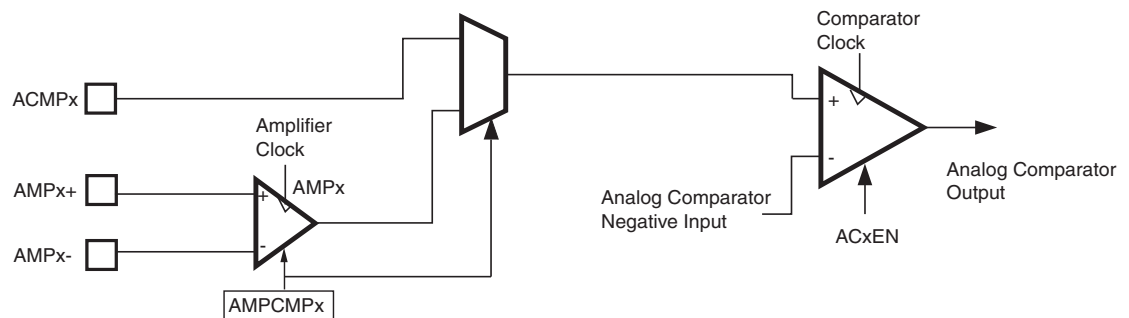 Comparator
Clock
ACMPx
+
Amplifier
Clock
-
Analog Comparator
Output
AMPx+
AMPx
+
Analog Comparator
Negative Input
ACxEN
AMPx-
-
AMPCMPx